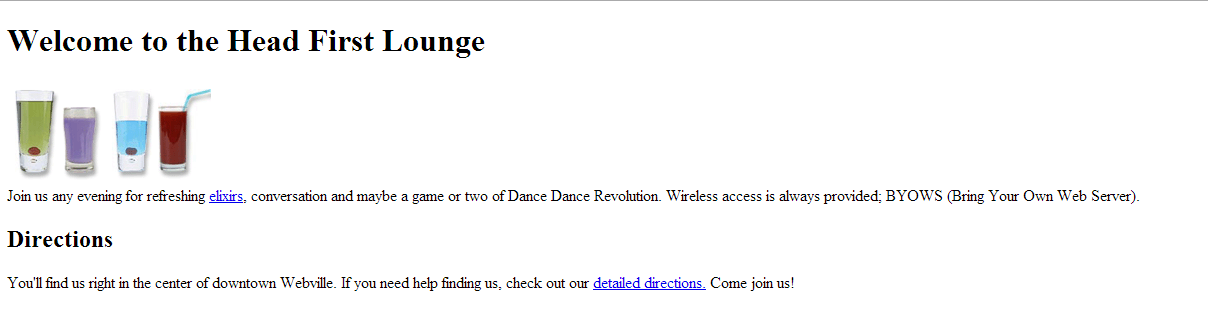 Welcome to the Head First Lounge
Join us any evening for refreshing elixirs, conversation and maybe a game or two of Dance Dance Revolution. Wireless access is always provided; BYOWS (Bring Your Own Web Server).
Directions
You'll find us right in the center of downtown Webville. If you need help finding us, check out our detailed directions. Come join us!